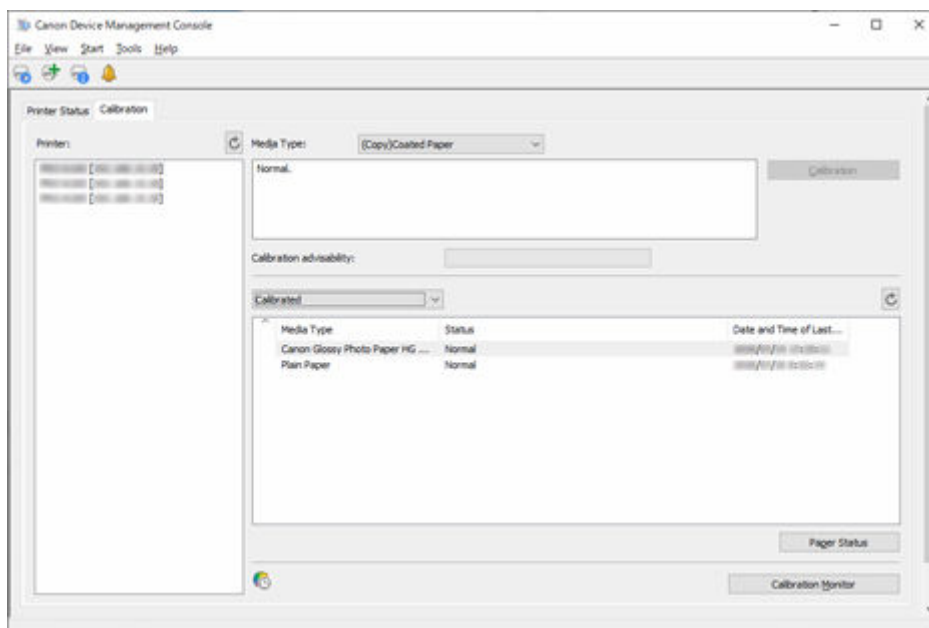 Canon Device Management Console
File View Start Tools Help
Printer Status Calibration
Printer: Media Type: (Copy)Coated Paper
Normal. Calibration
Calibration advisability:
Calibrated
Media Type Status Date and Time of Last...
Canon Glossy Photo Paper HG .... Normal
Plain Paper Normal
Paper Status
Calibration Monitor